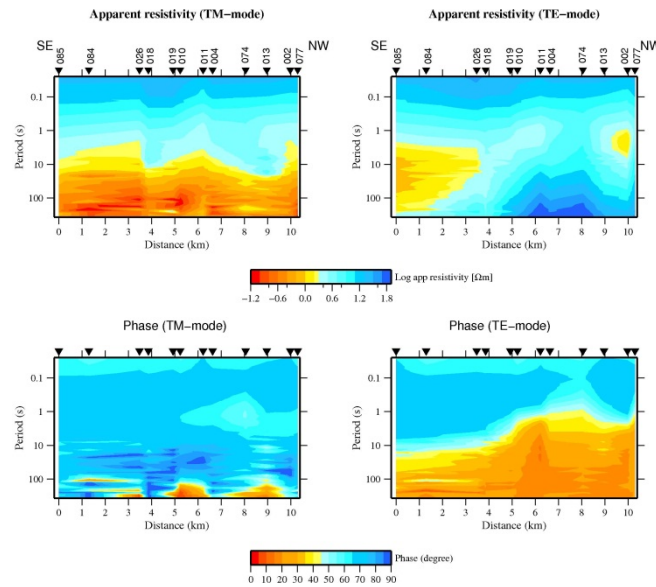 Apparent resistivity (TM-mode)
SE
NW
085
084
026
018
019
010
011
004
074
013
002
077
Period (s)
0.1
1
10
100
0 1 2 3 4 5 6 7 8 9 10
Distance (km)
Apparent resistivity (TE-mode)
SE
NW
085
084
026
018
019
010
011
004
074
013
002
077
Period (s)
0.1
1
10
100
0 1 2 3 4 5 6 7 8 9 10
Distance (km)
Log app resistivity [Ωm]
-1.2 -0.6 0.0 0.6 1.2 1.8
Phase (TM-mode)
Period (s)
0.1
1
10
100
0 1 2 3 4 5 6 7 8 9 10
Distance (km)
Phase (TE-mode)
Period (s)
0.1
1
10
100
0 1 2 3 4 5 6 7 8 9 10
Distance (km)
Phase (degree)
0 10 20 30 40 50 60 70 80 90